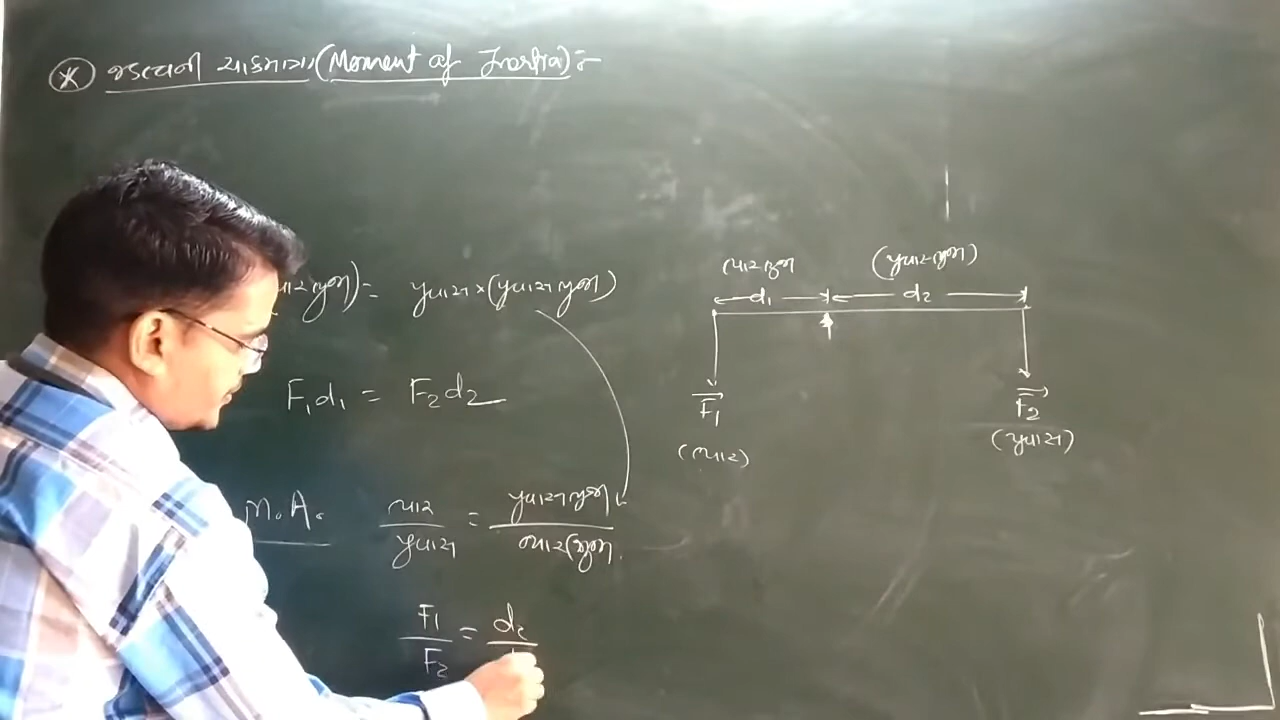 * જડત્વની ચાકમાત્રા (Moment of Inertia):-
ભારભુજા) = પ્રયાસ × (પ્રયાસભુજા)
F₁d₁ = F₂d₂
M.A. ભાર/પ્રયાસ = પ્રયાસભુજા/ભારભુજા
F₁/F₂ = d₂
ભારભુજા
(પ્રયાસભુજા)
d₁ d₂
F₁
F₂
(ભાર)
(પ્રયાસ)